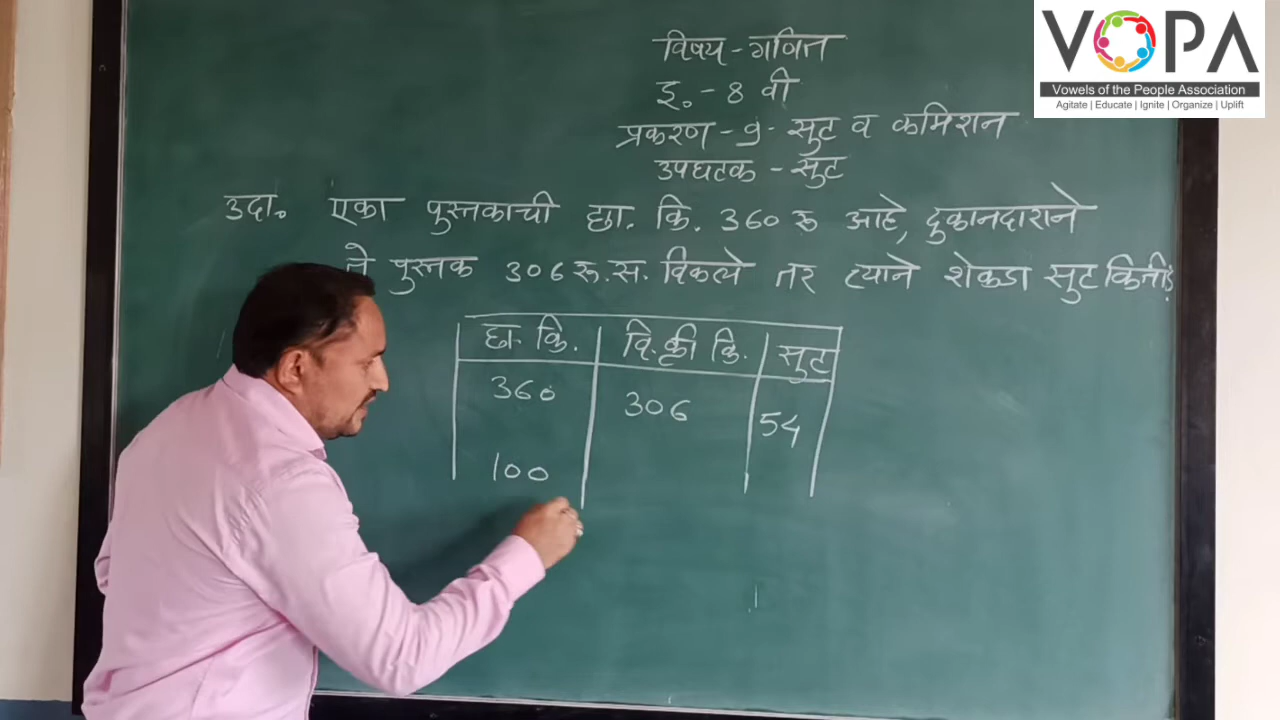 VOPA
Vowels of the People Association
Agitate | Educate | Ignite | Organize | Uplift
विषय - गणित
इ. - 8 वी
प्रकरण - 9 - सुट व कमिशन
उपघटक - सुट
उदा. एका पुस्तकाची छा. कि. 360 रू आहे, दुकानदाराने
ते पुस्तक 306 रू. स. विकले तर त्याने शेकडा सुट किती?
छा. कि. वि. क्री कि. सुट
360 306 54
100